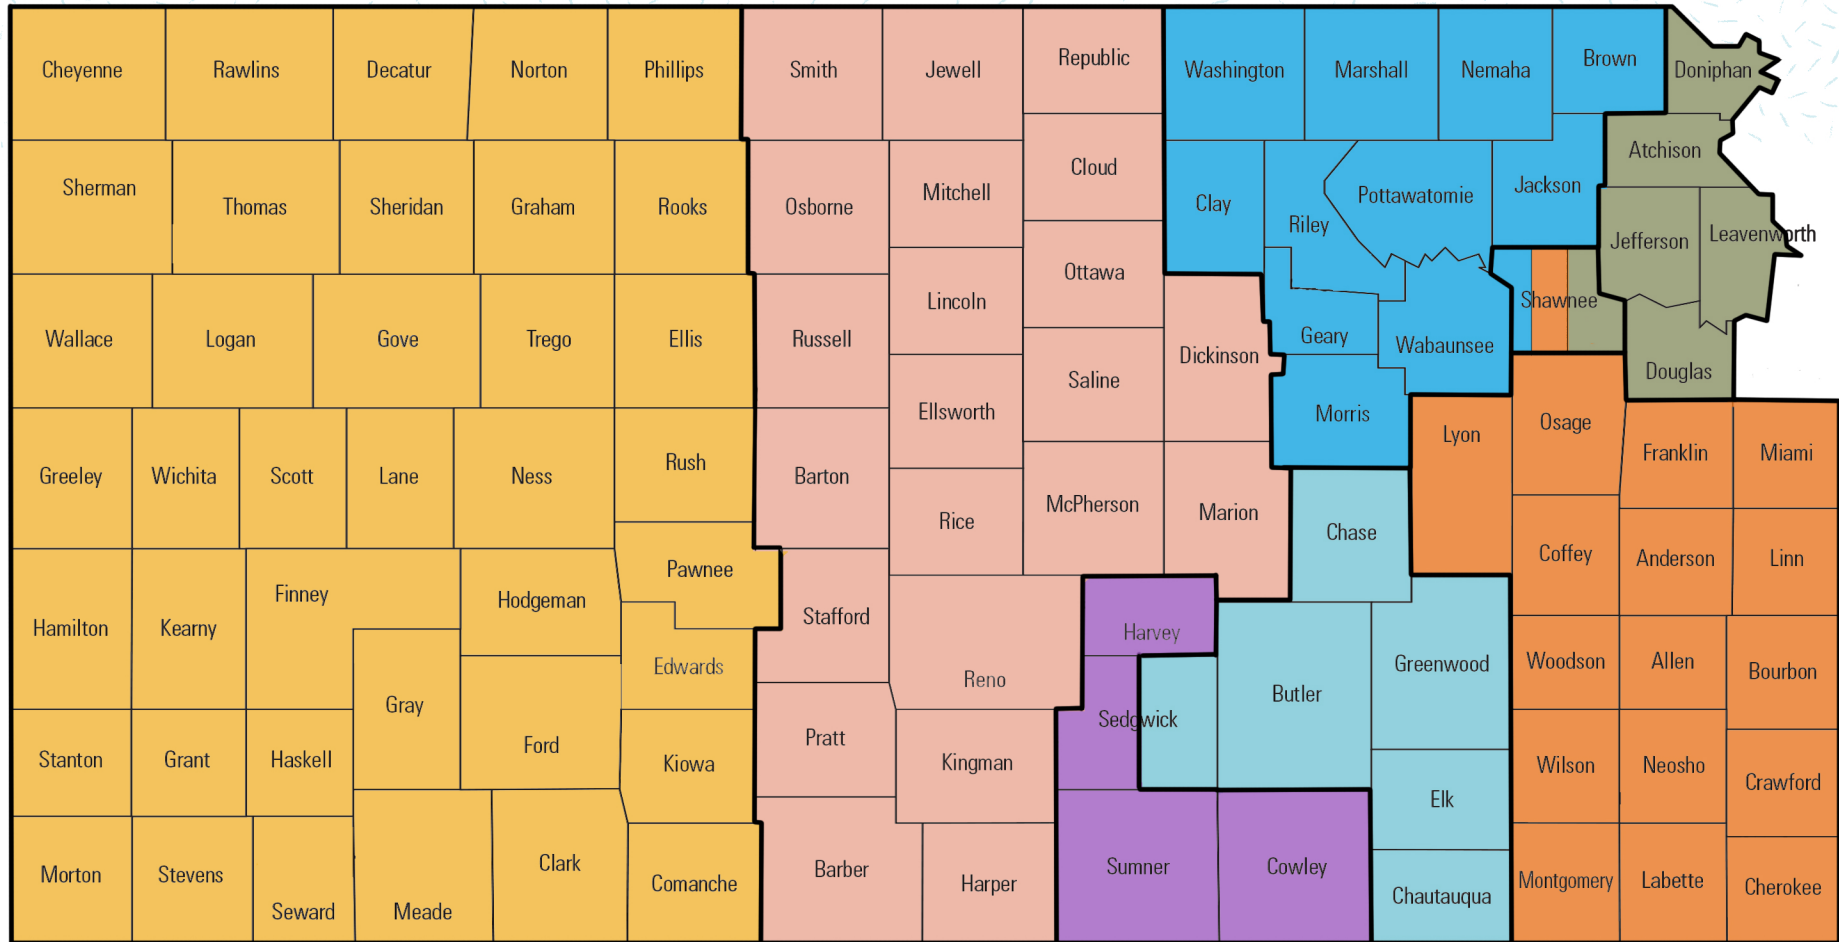 Cheyenne
Rawlins
Decatur
Norton
Phillips
Smith
Jewell
Republic
Washington
Marshall
Nemaha
Brown
Doniphan
Sherman
Thomas
Sheridan
Graham
Rooks
Osborne
Mitchell
Cloud
Clay
Riley
Pottawatomie
Jackson
Atchison
Jefferson
Leavenworth
Wallace
Logan
Gove
Trego
Ellis
Russell
Lincoln
Ottawa
Saline
Dickinson
Geary
Wabaunsee
Shawnee
Douglas
Greeley
Wichita
Scott
Lane
Ness
Rush
Barton
Ellsworth
Rice
McPherson
Marion
Morris
Chase
Lyon
Osage
Franklin
Miami
Hamilton
Kearny
Finney
Hodgeman
Pawnee
Edwards
Stafford
Reno
Harvey
Coffey
Anderson
Linn
Gray
Ford
Sedgwick
Butler
Greenwood
Woodson
Allen
Bourbon
Stanton
Grant
Haskell
Kiowa
Pratt
Kingman
Elk
Wilson
Neosho
Crawford
Morton
Stevens
Seward
Meade
Clark
Comanche
Barber
Harper
Sumner
Cowley
Chautauqua
Montgomery
Labette
Cherokee